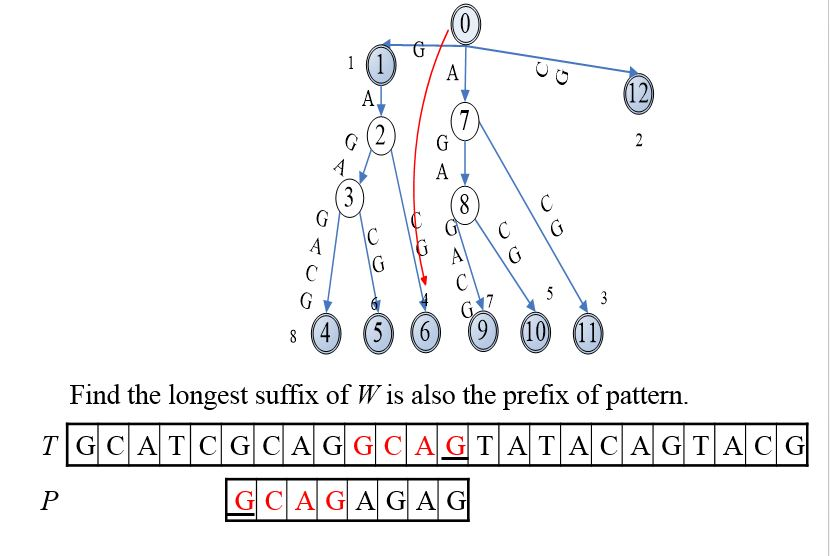 0
G
1 1
A
C G
12
A
2
7
2
G
G
A
A
3
8
C
G
G
C
C
C
G
A
G
G
G
A
C
G
C
G
C
7
5
3
G
6
4
G
8 4 5 6 9 10 11
Find the longest suffix of W is also the prefix of pattern.
T G C A T C G C A G G C A G T A T A C A G T A C G
P G C A G A G A G